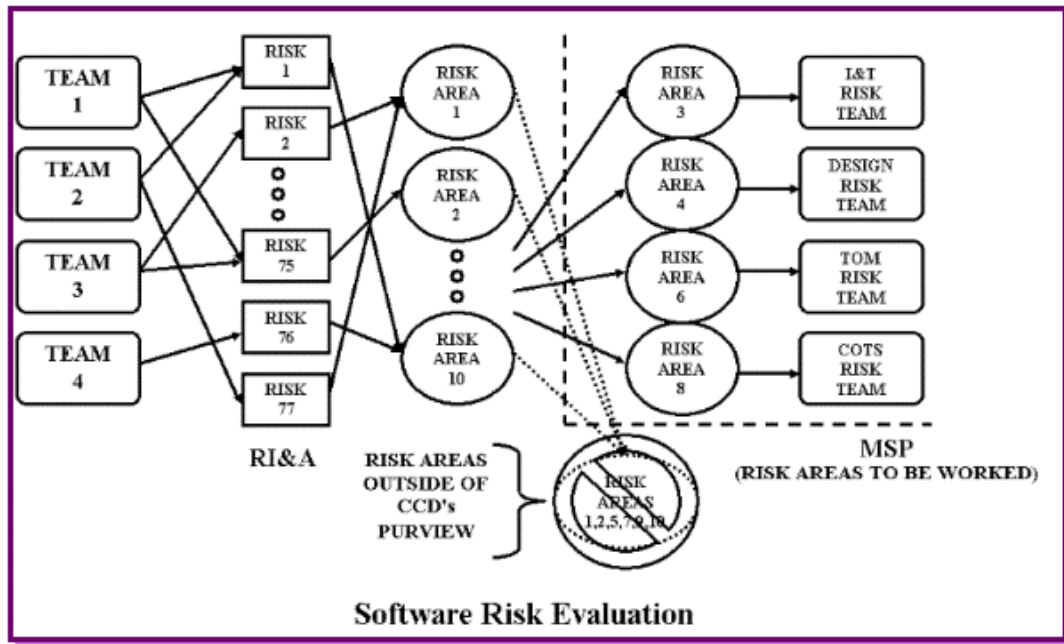 TEAM
1
TEAM
2
TEAM
3
TEAM
4
RISK
1
RISK
2
RISK
75
RISK
76
RISK
77
RI&A
RISK
AREA
1
RISK
AREA
2
RISK
AREA
10
RISK
AREA
3
RISK
AREA
4
RISK
AREA
6
RISK
AREA
8
I&T
RISK
TEAM
DESIGN
RISK
TEAM
TOM
RISK
TEAM
COTS
RISK
TEAM
MSP
(RISK AREAS TO BE WORKED)
RISK AREAS
OUTSIDE OF
CCD's
PURVIEW
RISK
AREAS
1,2,5,7,9,10
Software Risk Evaluation